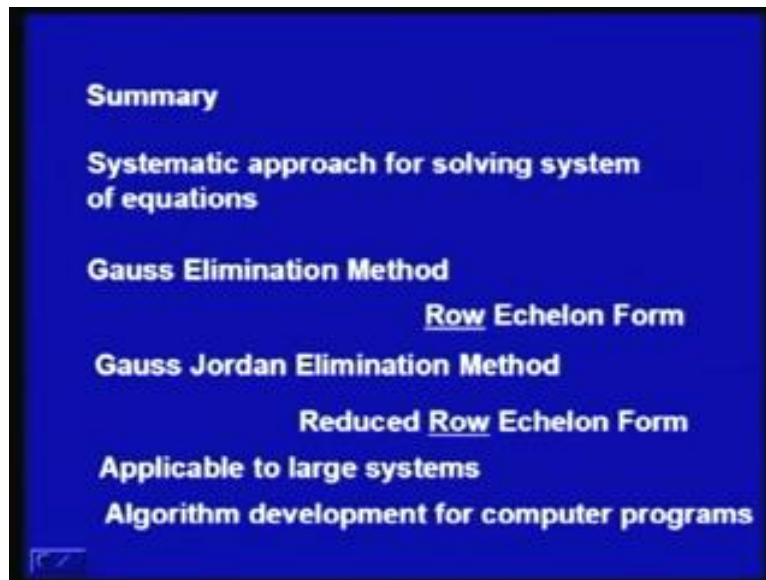 Summary
Systematic approach for solving system
of equations
Gauss Elimination Method
Row Echelon Form
Gauss Jordan Elimination Method
Reduced Row Echelon Form
Applicable to large systems
Algorithm development for computer programs